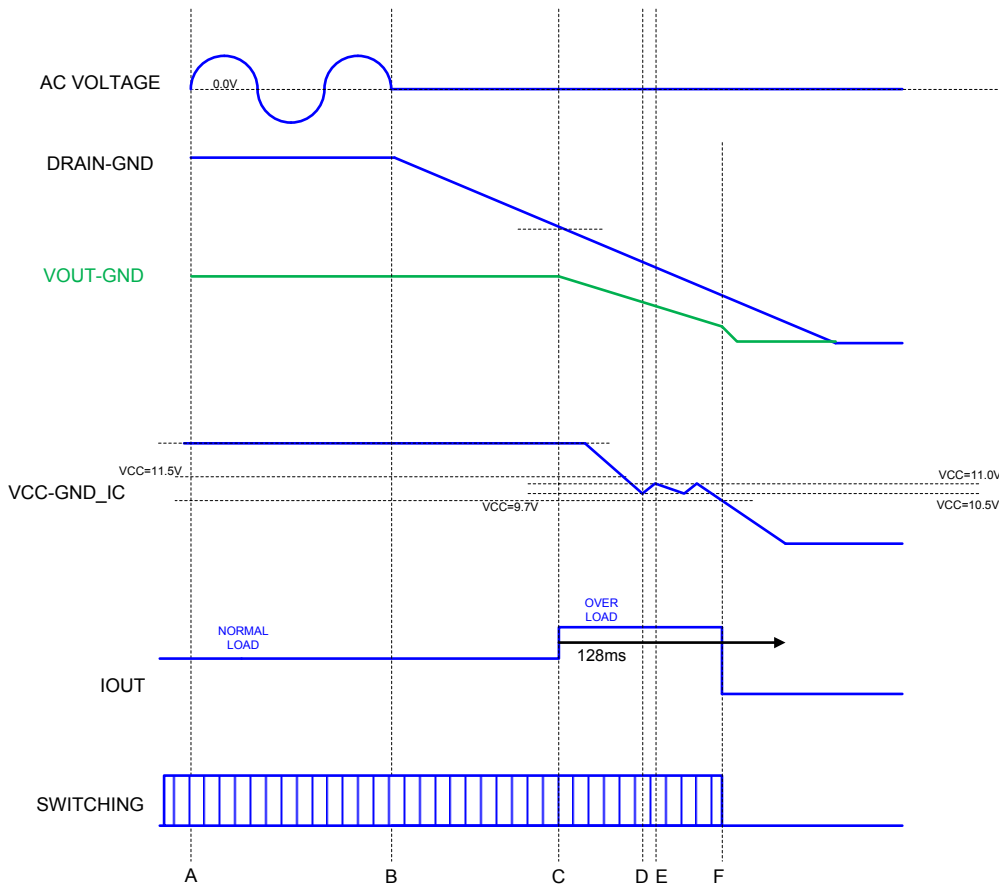 AC VOLTAGE
0.0V
DRAIN-GND
VOUT-GND
VCC=11.5V
VCC=11.0V
VCC-GND_IC
VCC=9.7V
VCC=10.5V
OVER
LOAD
NORMAL
LOAD
128ms
IOUT
SWITCHING
A B C D E F